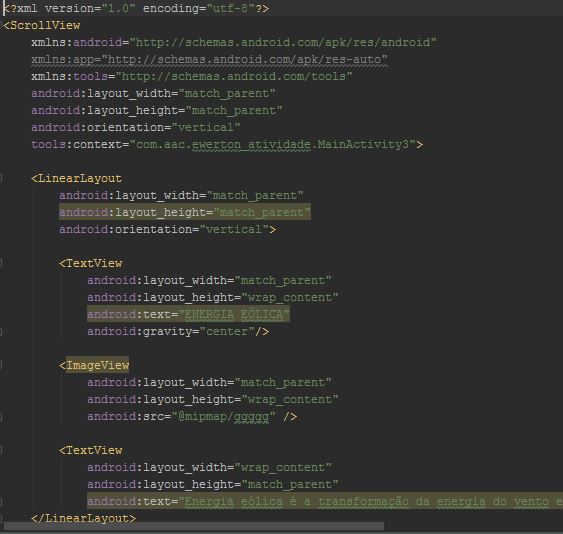 <?xml version="1.0" encoding="utf-8"?>
<ScrollView
xmlns:android="http://schemas.android.com/apk/res/android"
xmlns:app="http://schemas.android.com/apk/res-auto"
xmlns:tools="http://schemas.android.com/tools"
android:layout_width="match_parent"
android:layout_height="match_parent"
android:orientation="vertical"
tools:context="com.aac.ewerton_atividade.MainActivity3">
<LinearLayout
android:layout_width="match_parent"
android:layout_height="match_parent"
android:orientation="vertical">
<TextView
android:layout_width="match_parent"
android:layout_height="wrap_content"
android:text="ENERGIA EÓLICA"
android:gravity="center"/>
<ImageView
android:layout_width="match_parent"
android:layout_height="wrap_content"
android:src="@mipmap/ggggg" />
<TextView
android:layout_width="wrap_content"
android:layout_height="match_parent"
android:text="Energia eólica é a transformação da energia do vento e
</LinearLayout>